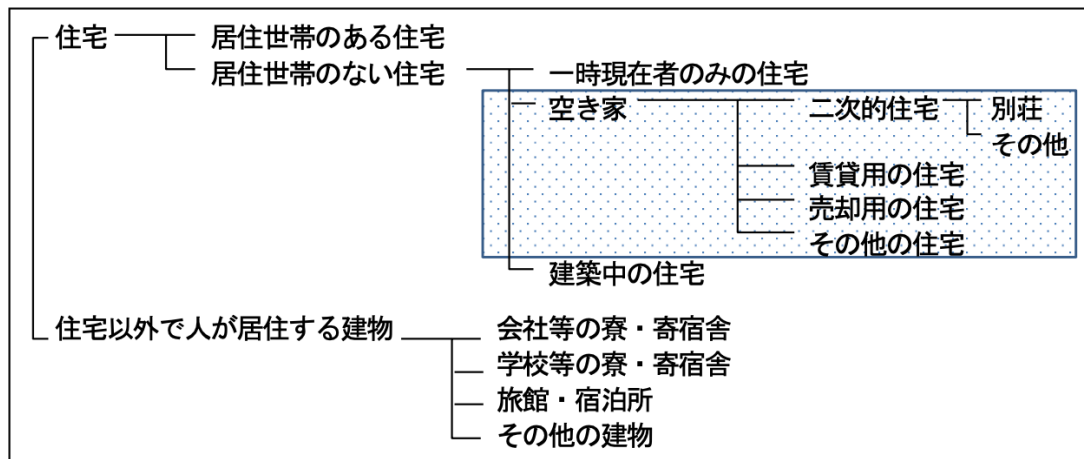 住宅 居住世帯のある住宅
居住世帯のない住宅 一時現在者のみの住宅
空き家 二次的住宅 別荘
その他
賃貸用の住宅
売却用の住宅
その他の住宅
建築中の住宅
住宅以外で人が居住する建物 会社等の寮・寄宿舎
学校等の寮・寄宿舎
旅館・宿泊所
その他の建物